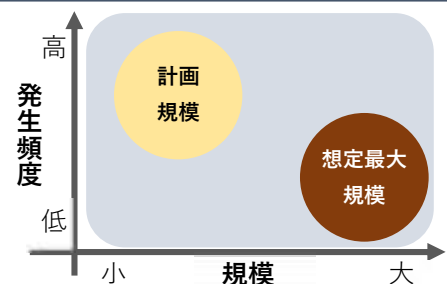 高
計画
規模
発生頻度
想定最大
規模
低
小
規模
大